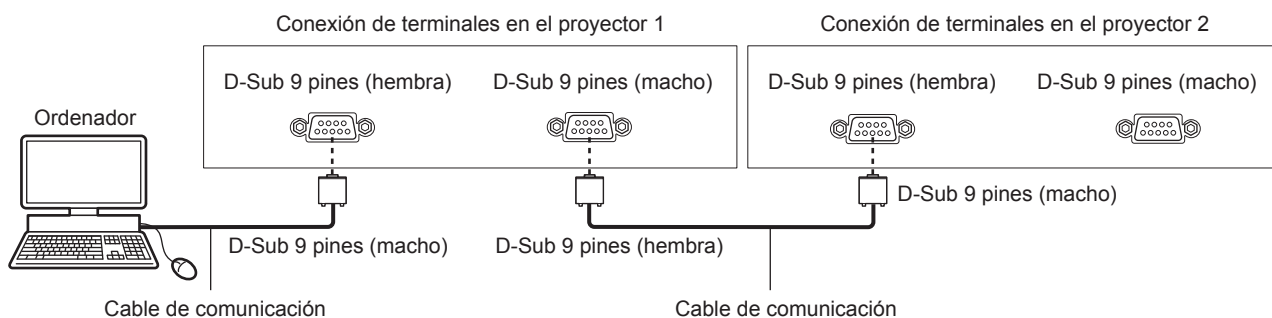 Conexión de terminales en el proyector 1
Conexión de terminales en el proyector 2
D-Sub 9 pines (hembra)
D-Sub 9 pines (macho)
D-Sub 9 pines (hembra)
D-Sub 9 pines (macho)
Ordenador
D-Sub 9 pines (macho)
D-Sub 9 pines (macho)
D-Sub 9 pines (hembra)
Cable de comunicación
Cable de comunicación